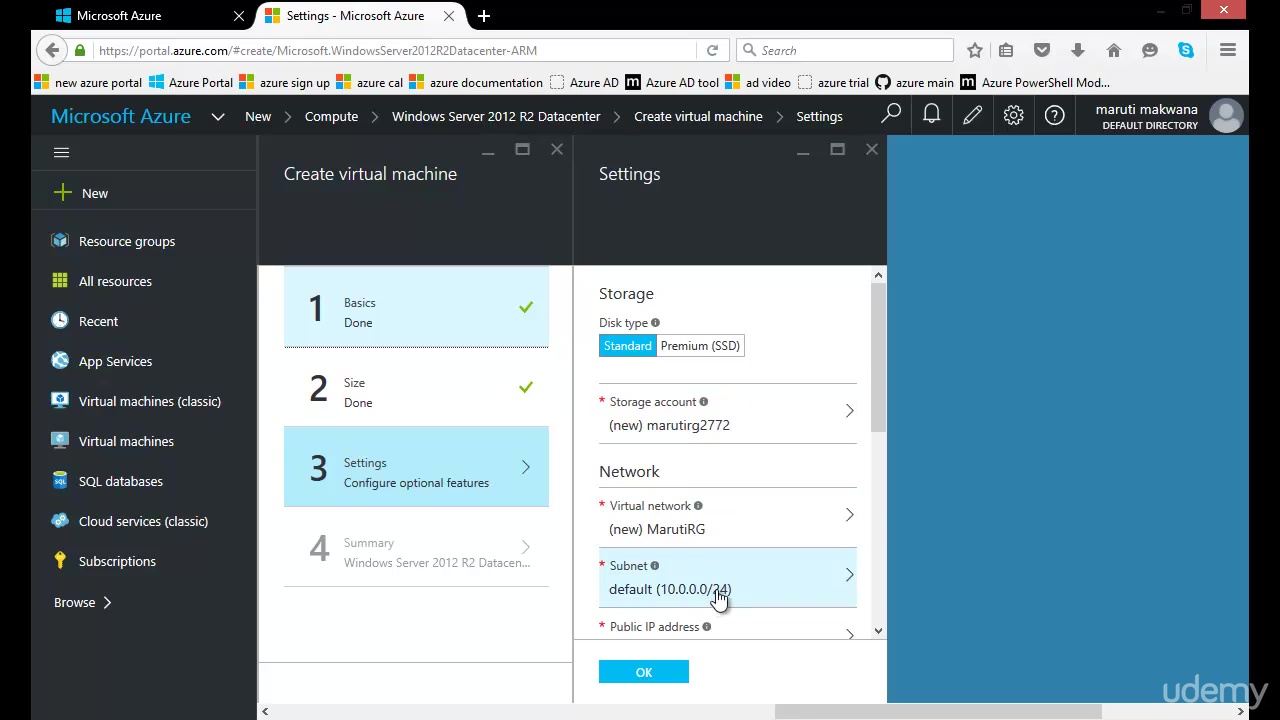 Microsoft Azure
Settings - Microsoft Azure
https://portal.azure.com/#create/Microsoft.WindowsServer2012R2Datacenter-ARM
Search
new azure portal
Azure Portal
azure sign up
azure cal
azure documentation
Azure AD
Azure AD tool
ad video
azure trial
azure main
Azure PowerShell Mod...
Microsoft Azure
New
Compute
Windows Server 2012 R2 Datacenter
Create virtual machine
Settings
maruti makwana
DEFAULT DIRECTORY
New
Resource groups
All resources
Recent
App Services
Virtual machines (classic)
Virtual machines
SQL databases
Cloud services (classic)
Subscriptions
Browse
Create virtual machine
1
Basics
Done
2
Size
Done
3
Settings
Configure optional features
4
Summary
Windows Server 2012 R2 Datacen...
Settings
Storage
Disk type
Standard
Premium (SSD)
* Storage account
(new) marutirg2772
Network
* Virtual network
(new) MarutiRG
* Subnet
default (10.0.0.0/24)
* Public IP address
OK
udemy